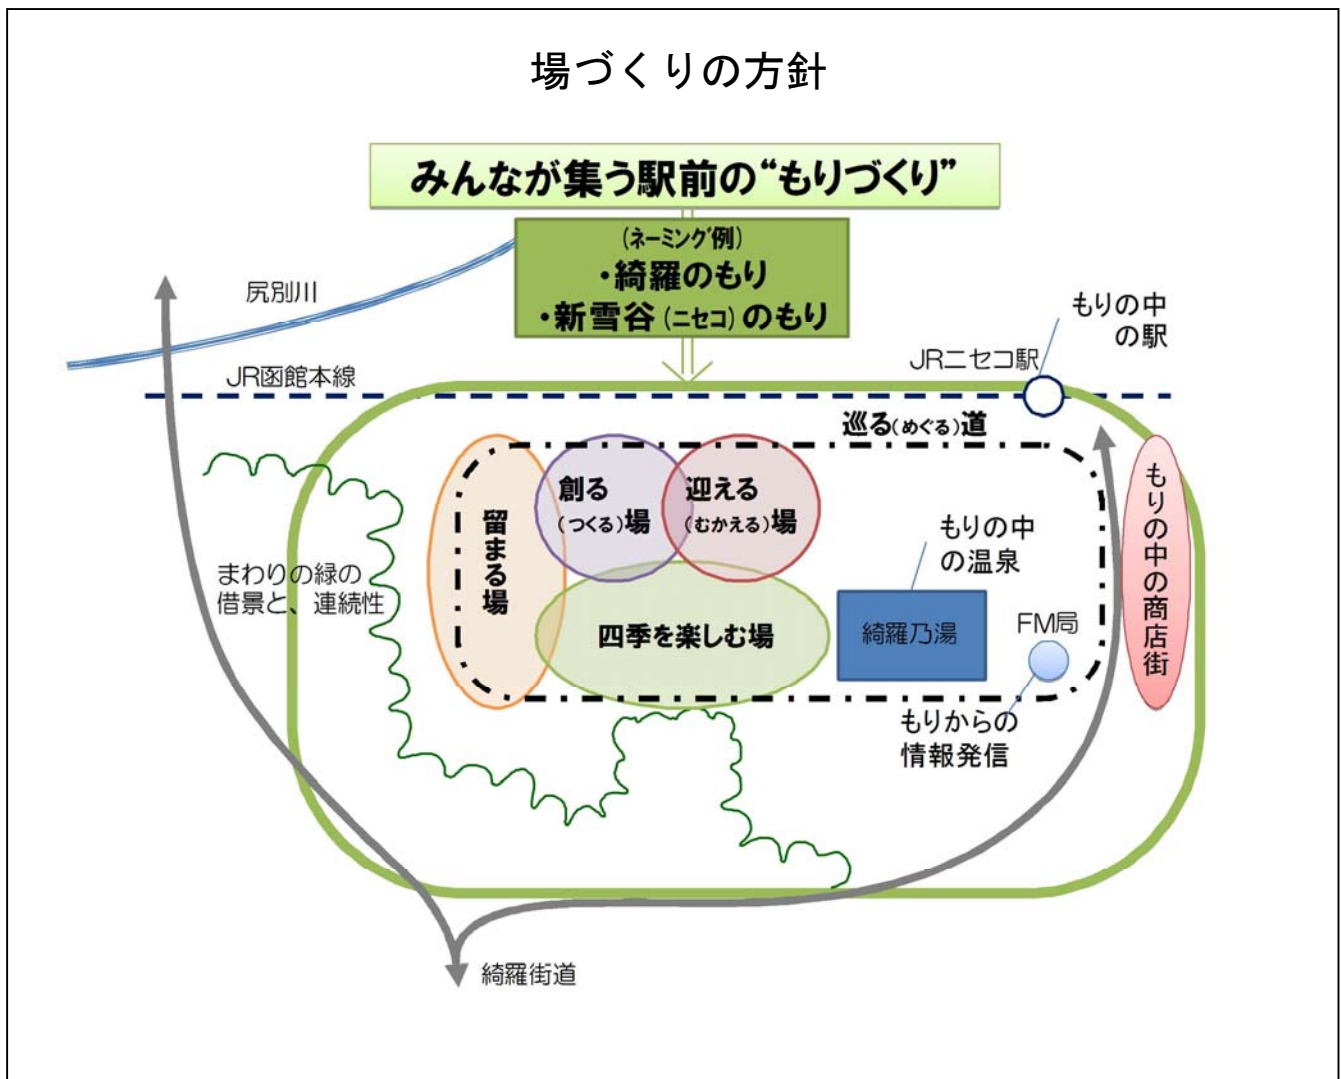 場づくりの方針
みんなが集う駅前の“もりづくり”
(ネーミング例)
・綺羅のもり
・新雪谷(ニセコ)のもり
尻別川
もりの中
の駅
JRニセコ駅
JR函館本線
巡る(めぐる)道
創る
(つくる)場
迎える
(むかえる)場
留まる場
もりの中
の温泉
もりの中の商店街
まわりの緑の
借景と、連続性
四季を楽しむ場
綺羅乃湯
FM局
もりからの
情報発信
綺羅街道